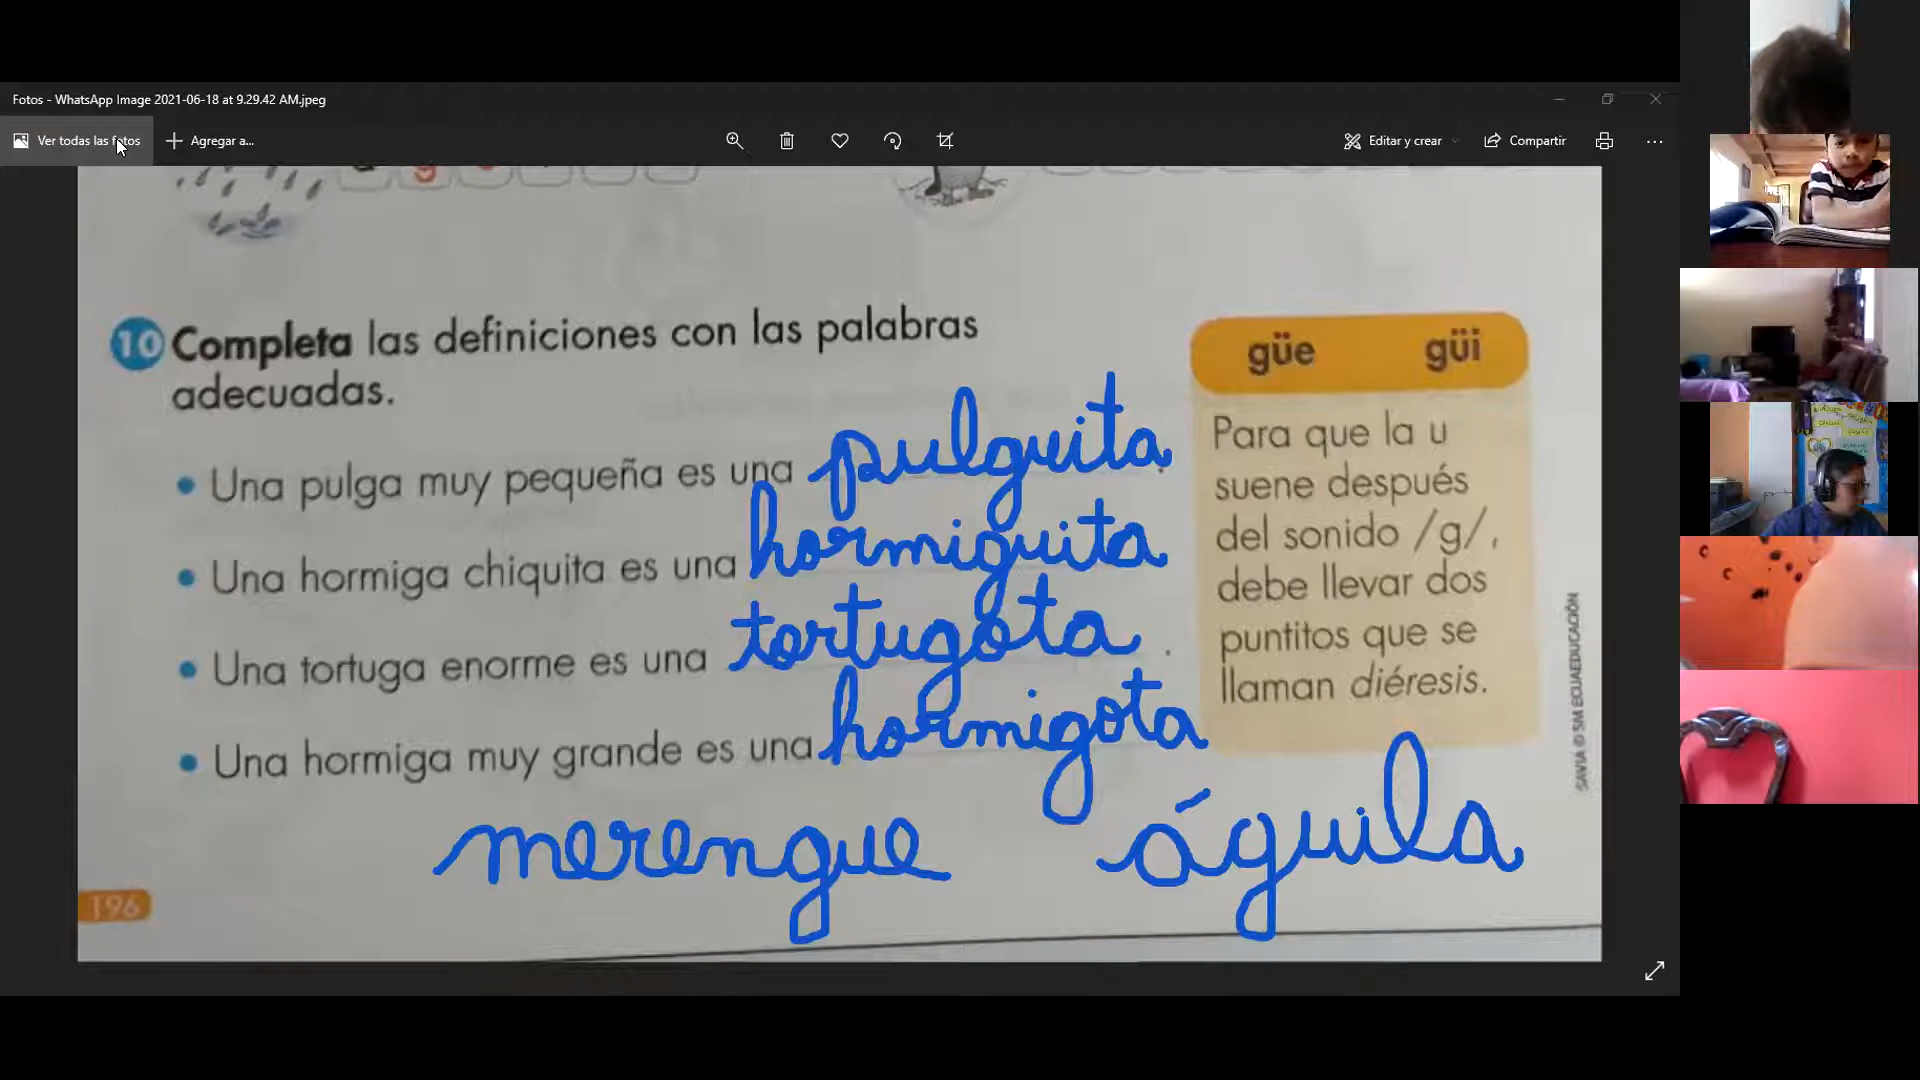 Fotos - WhatsApp Image 2021-06-18 at 9.29.42 AM.jpeg
Ver todas las fotos
Agregar a...
Editar y crear
Compartir
10 Completa las definiciones con las palabras
adecuadas.
Una pulga muy pequeña es una pulguita
Una hormiga chiquita es una hormiguita
Una tortuga enorme es una tortugota.
Una hormiga muy grande es una hormigota
merengue
águila
güe güi
Para que la u
suene después
del sonido /g/,
debe llevar dos
puntitos que se
llaman diéresis.
SAVIA © SM ECUAEDUCACIÓN
196